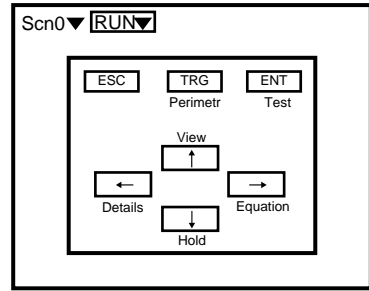 Scn0▼ RUN▼
ESC TRG ENT
Perimetr Test
View
↑
← →
Details Equation
↓
Hold